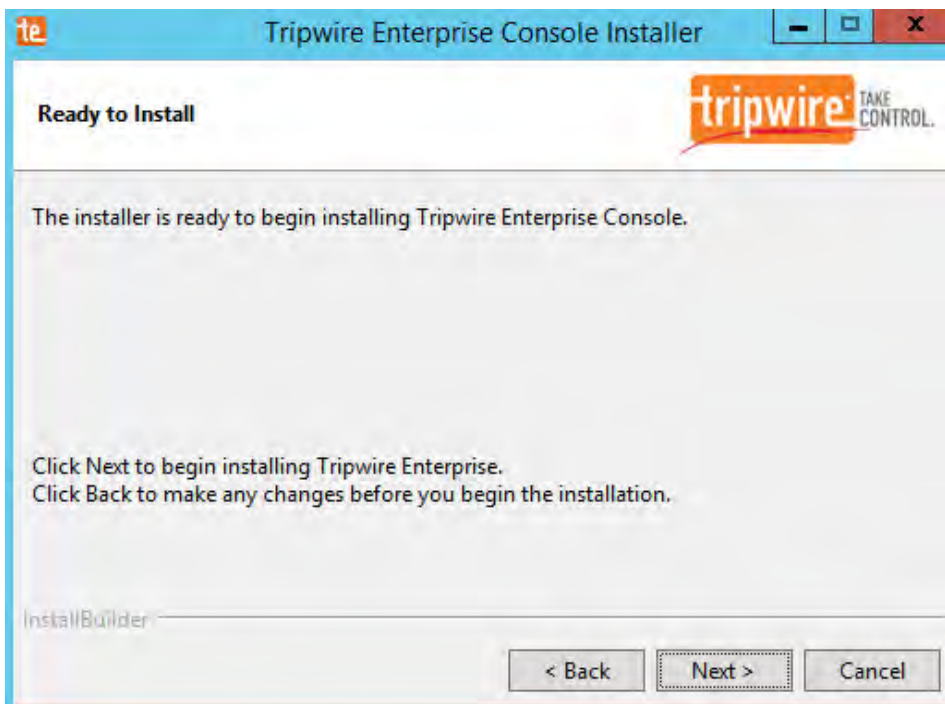 te
Tripwire Enterprise Console Installer
Ready to Install
tripwire TAKE CONTROL.
The installer is ready to begin installing Tripwire Enterprise Console.
Click Next to begin installing Tripwire Enterprise.
Click Back to make any changes before you begin the installation.
InstallBuilder
< Back
Next >
Cancel